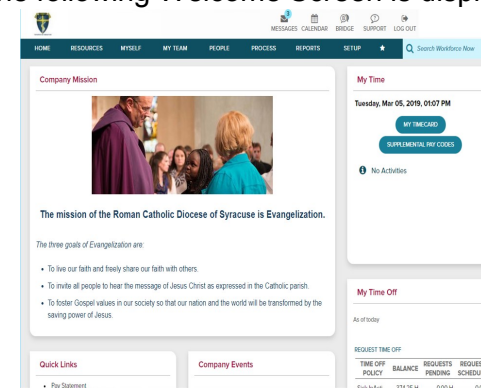 MESSAGES CALENDAR BRIDGE SUPPORT LOG OUT
HOME RESOURCES MYSELF MY TEAM PEOPLE PROCESS REPORTS SETUP Search Workforce Now
Company Mission
The mission of the Roman Catholic Diocese of Syracuse is Evangelization.
The three goals of Evangelization are:
• To live our faith and freely share our faith with others.
• To invite all people to hear the message of Jesus Christ as expressed in the Catholic parish.
• To foster Gospel values in our society so that our nation and the world will be transformed by the
saving power of Jesus.
Quick Links
• Pay Statement
Company Events
My Time
Tuesday, Mar 05, 2019, 01:07 PM
MY TIMECARD
SUPPLEMENTAL PAY CODES
No Activities
My Time Off
As of today
REQUEST TIME OFF
TIME OFF
POLICY
BALANCE
REQUESTS
PENDING